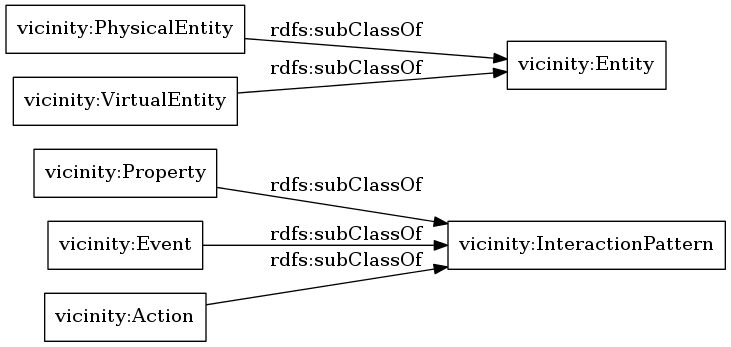 vicinity:PhysicalEntity
rdfs:subClassOf
vicinity:Entity
rdfs:subClassOf
vicinity:VirtualEntity
vicinity:Property
rdfs:subClassOf
vicinity:Event
rdfs:subClassOf
vicinity:InteractionPattern
rdfs:subClassOf
vicinity:Action